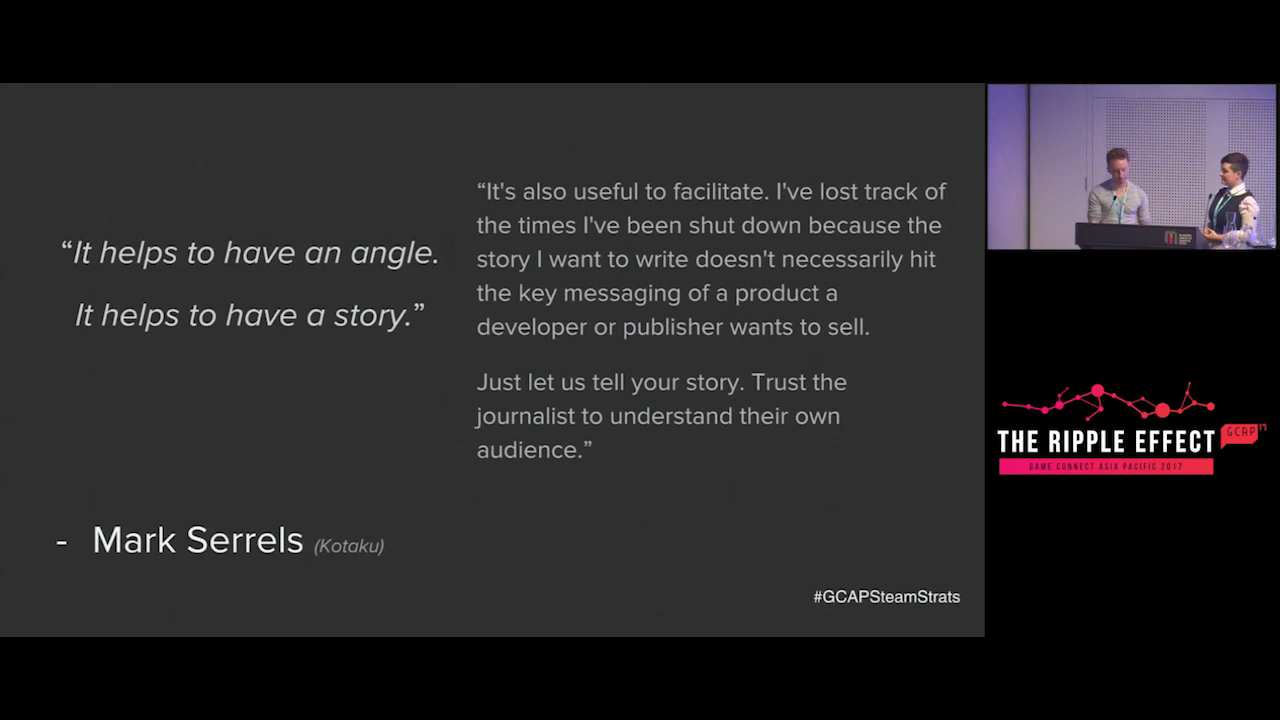 “It helps to have an angle.
It helps to have a story.”
“It's also useful to facilitate. I've lost track of
the times I've been shut down because the
story I want to write doesn't necessarily hit
the key messaging of a product a
developer or publisher wants to sell.
Just let us tell your story. Trust the
journalist to understand their own
audience.”
- Mark Serrels (Kotaku)
#GCAPSteamStrats
THE RIPPLE EFFECT
GCAP 17
GAME CONNECT ASIA PACIFIC 2017